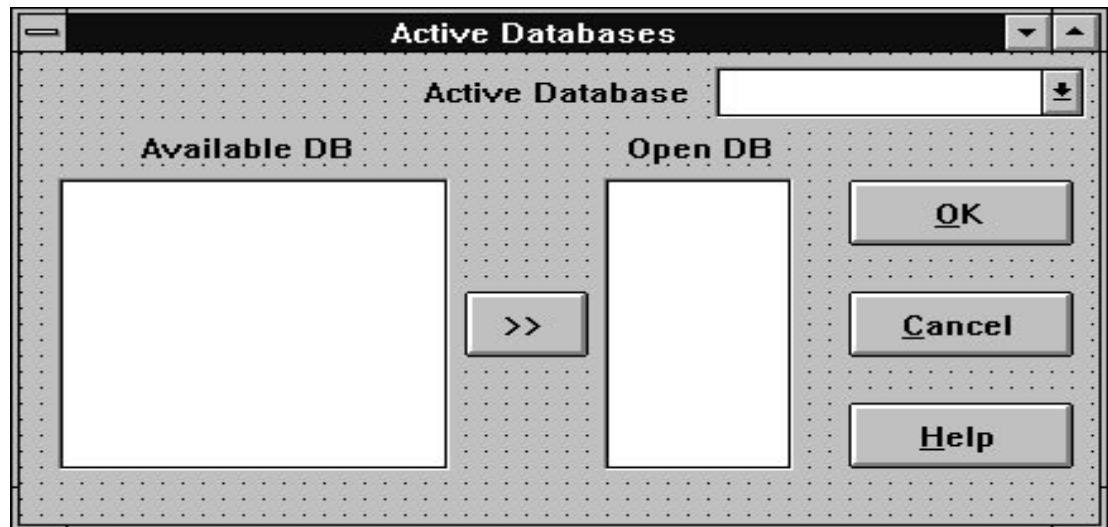 Active Databases
Active Database
Available DB
Open DB
OK
>>
Cancel
Help